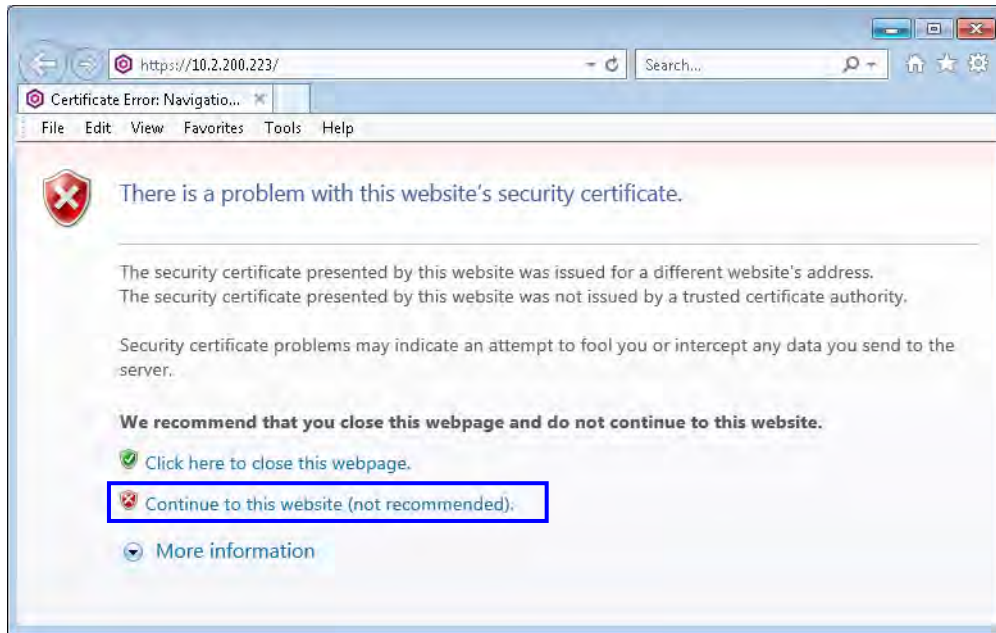 https://10.2.200.223/
Search...
Certificate Error: Navigatio...
File Edit View Favorites Tools Help
There is a problem with this website's security certificate.
The security certificate presented by this website was issued for a different website's address.
The security certificate presented by this website was not issued by a trusted certificate authority.
Security certificate problems may indicate an attempt to fool you or intercept any data you send to the
server.
We recommend that you close this webpage and do not continue to this website.
Click here to close this webpage.
Continue to this website (not recommended).
More information